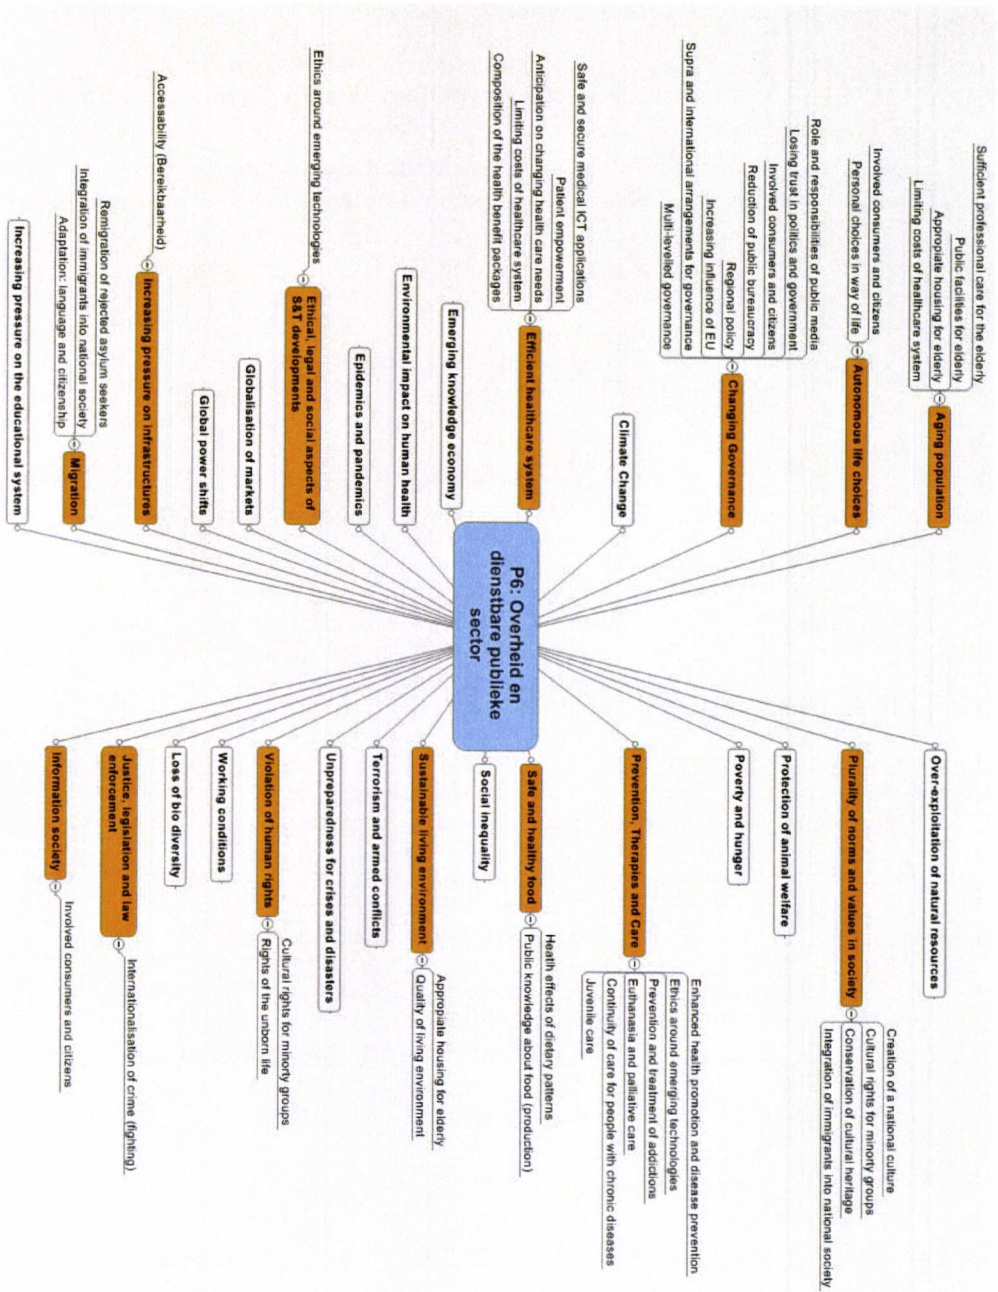 P6: Overheid en
dienstbare publieke
sector
Sufficient professional care for the elderly
Public facilities for elderly
Appropiate housing for elderly
Limiting costs of healthcare system
Aging population
Involved consumers and citizens
Personal choices in way of life
Autonomous life choices
Role and responsibilities of public media
Losing trust in politics and government
Involved consumers and citizens
Reduction of public bureaucracy
Regional policy
Supra and international arrangements for governance
Increasing influence of EU
Multi-levelled governance
Changing Governance
Climate Change
Safe and secure medical ICT applications
Patient empowerment
Anticipation on changing health care needs
Limiting costs of healthcare system
Composition of the health benefit packages
Efficient healthcare system
Emerging knowledge economy
Environmental impact on human health
Epidemics and pandemics
Ethics around emerging technologies
Ethical, legal and social aspects of
S&T developments
Globalisation of markets
Global power shifts
Accessability (Bereikbaarheid)
Increasing pressure on infrastructures
Remigration of rejected asylum seekers
Integration of immigrants into national society
Adaptation: language and citizenship
Migration
Increasing pressure on the educational system
Over-exploitation of natural resources
Plurality of norms and values in society
Creation of a national culture
Cultural rights for minority groups
Conservation of cultural heritage
Integration of immigrants into national society
Protection of animal welfare
Poverty and hunger
Prevention, Therapies and Care
Enhanced health promotion and disease prevention
Ethics around emerging technologies
Prevention and treatment of addictions
Euthanasia and palliative care
Continuity of care for people with chronic diseases
Juvenile care
Safe and healthy food
Health effects of dietary patterns
Public knowledge about food (production)
Social inequality
Sustainable living environment
Appropiate housing for elderly
Quality of living environment
Terrorism and armed conflicts
Unpreparedness for crises and disasters
Violation of human rights
Cultural rights for minority groups
Rights of the unborn life
Working conditions
Loss of bio diversity
Justice, legislation and law
enforcement
Internationalisation of crime (fighting)
Information society
Involved consumers and citizens